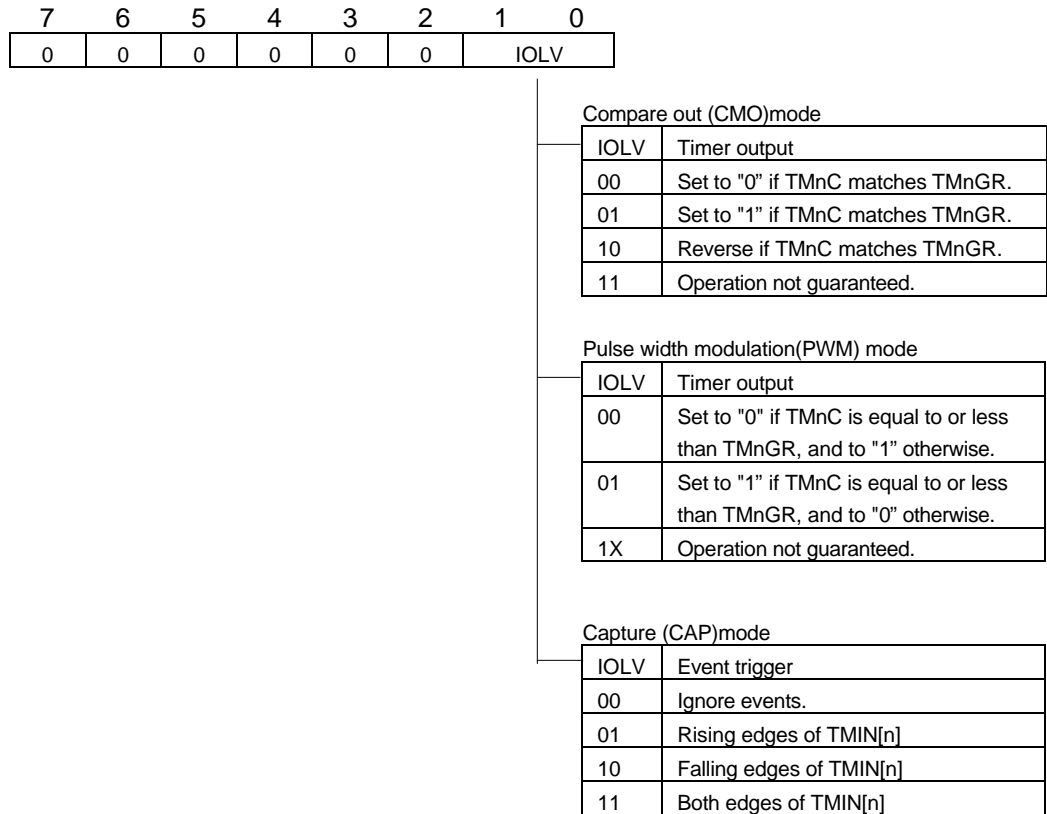 7 6 5 4 3 2 1 0
0 0 0 0 0 0 IOLV
Compare out (CMO)mode
IOLV Timer output
00 Set to "0” if TMnC matches TMnGR.
01 Set to "1” if TMnC matches TMnGR.
10 Reverse if TMnC matches TMnGR.
11 Operation not guaranteed.
Pulse width modulation(PWM) mode
IOLV Timer output
00 Set to "0" if TMnC is equal to or less
than TMnGR, and to "1” otherwise.
01 Set to "1” if TMnC is equal to or less
than TMnGR, and to "0” otherwise.
1X Operation not guaranteed.
Capture (CAP)mode
IOLV Event trigger
00 Ignore events.
01 Rising edges of TMIN[n]
10 Falling edges of TMIN[n]
11 Both edges of TMIN[n]